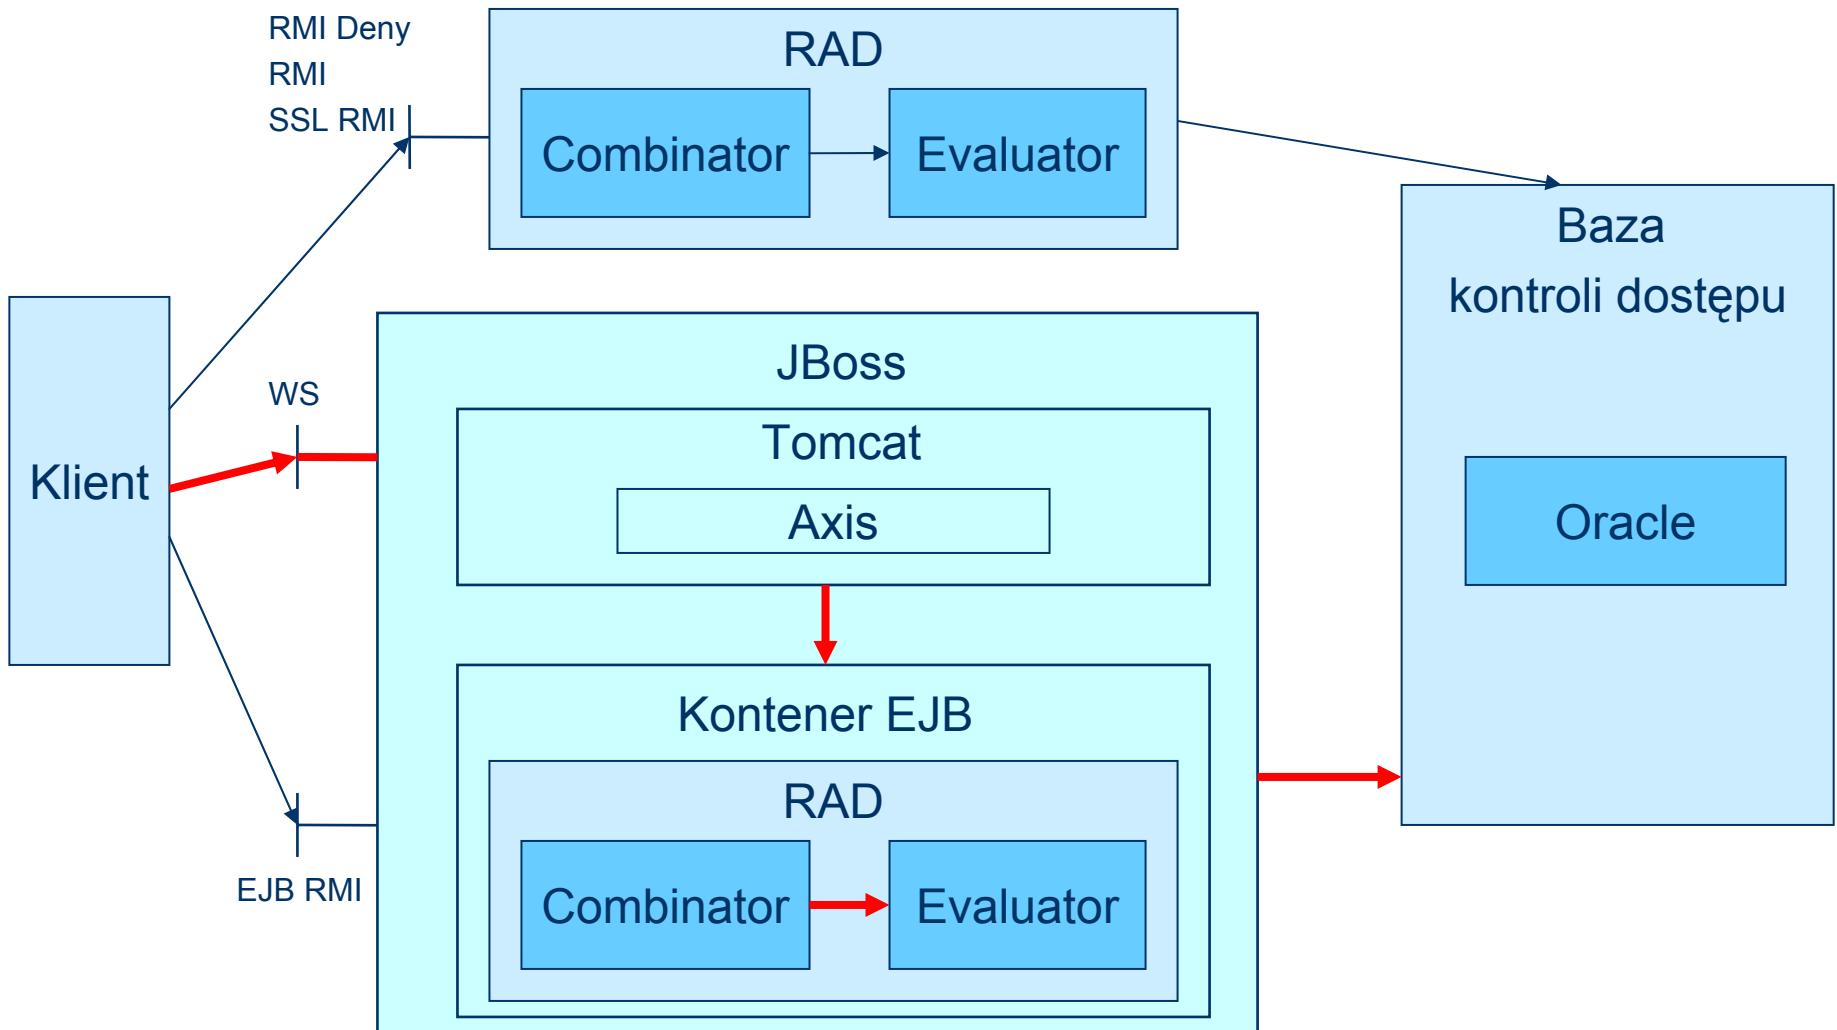 RMI Deny
RMI
SSL RMI
RAD
Combinator
Evaluator
Baza
kontroli dostępu
Oracle
Klient
WS
EJB RMI
JBoss
Tomcat
Axis
Kontener EJB
RAD
Combinator
Evaluator